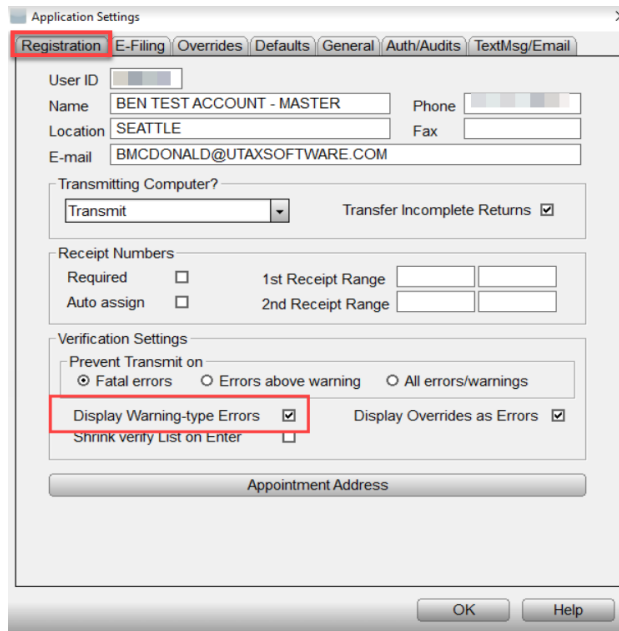 Application Settings
Registration E-Filing Overrides Defaults General Auth/Audits TextMsg/Email
User ID
Name BEN TEST ACCOUNT - MASTER Phone
Location SEATTLE Fax
E-mail BMCDONALD@UTAXSOFTWARE.COM
Transmitting Computer?
Transmit Transfer Incomplete Returns
Receipt Numbers
Required 1st Receipt Range
Auto assign 2nd Receipt Range
Verification Settings
Prevent Transmit on
Fatal errors Errors above warning All errors/warnings
Display Warning-type Errors Display Overrides as Errors
Shrink verify List on Enter
Appointment Address
OK Help